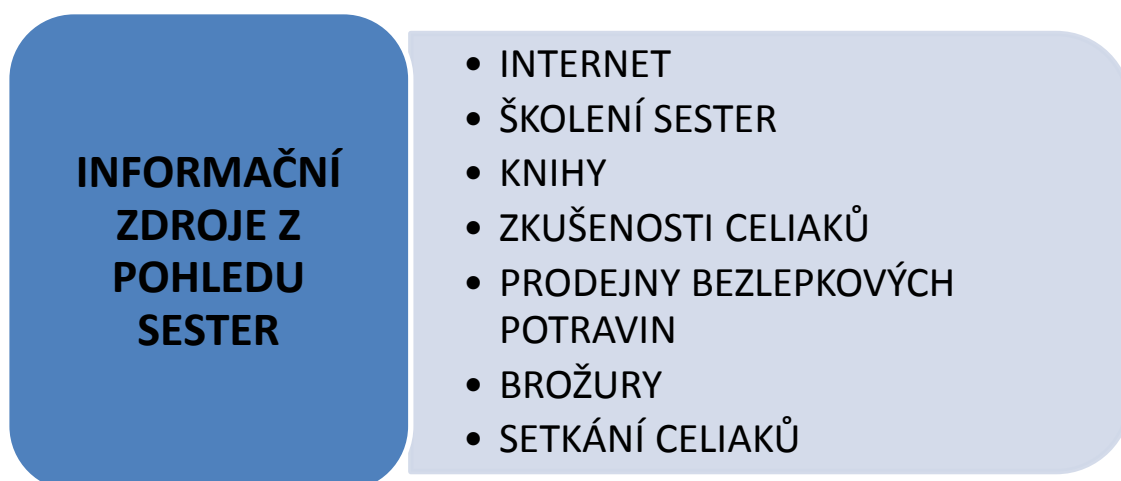 INFORMAČNÍ
ZDROJE Z
POHLEDU
SESTER
• INTERNET
• ŠKOLENÍ SESTER
• KNIHY
• ZKUŠENOSTI CELIAKŮ
• PRODEJNY BEZLEPKOVÝCH
POTRAVIN
• BROŽURY
• SETKÁNÍ CELIAKŮ